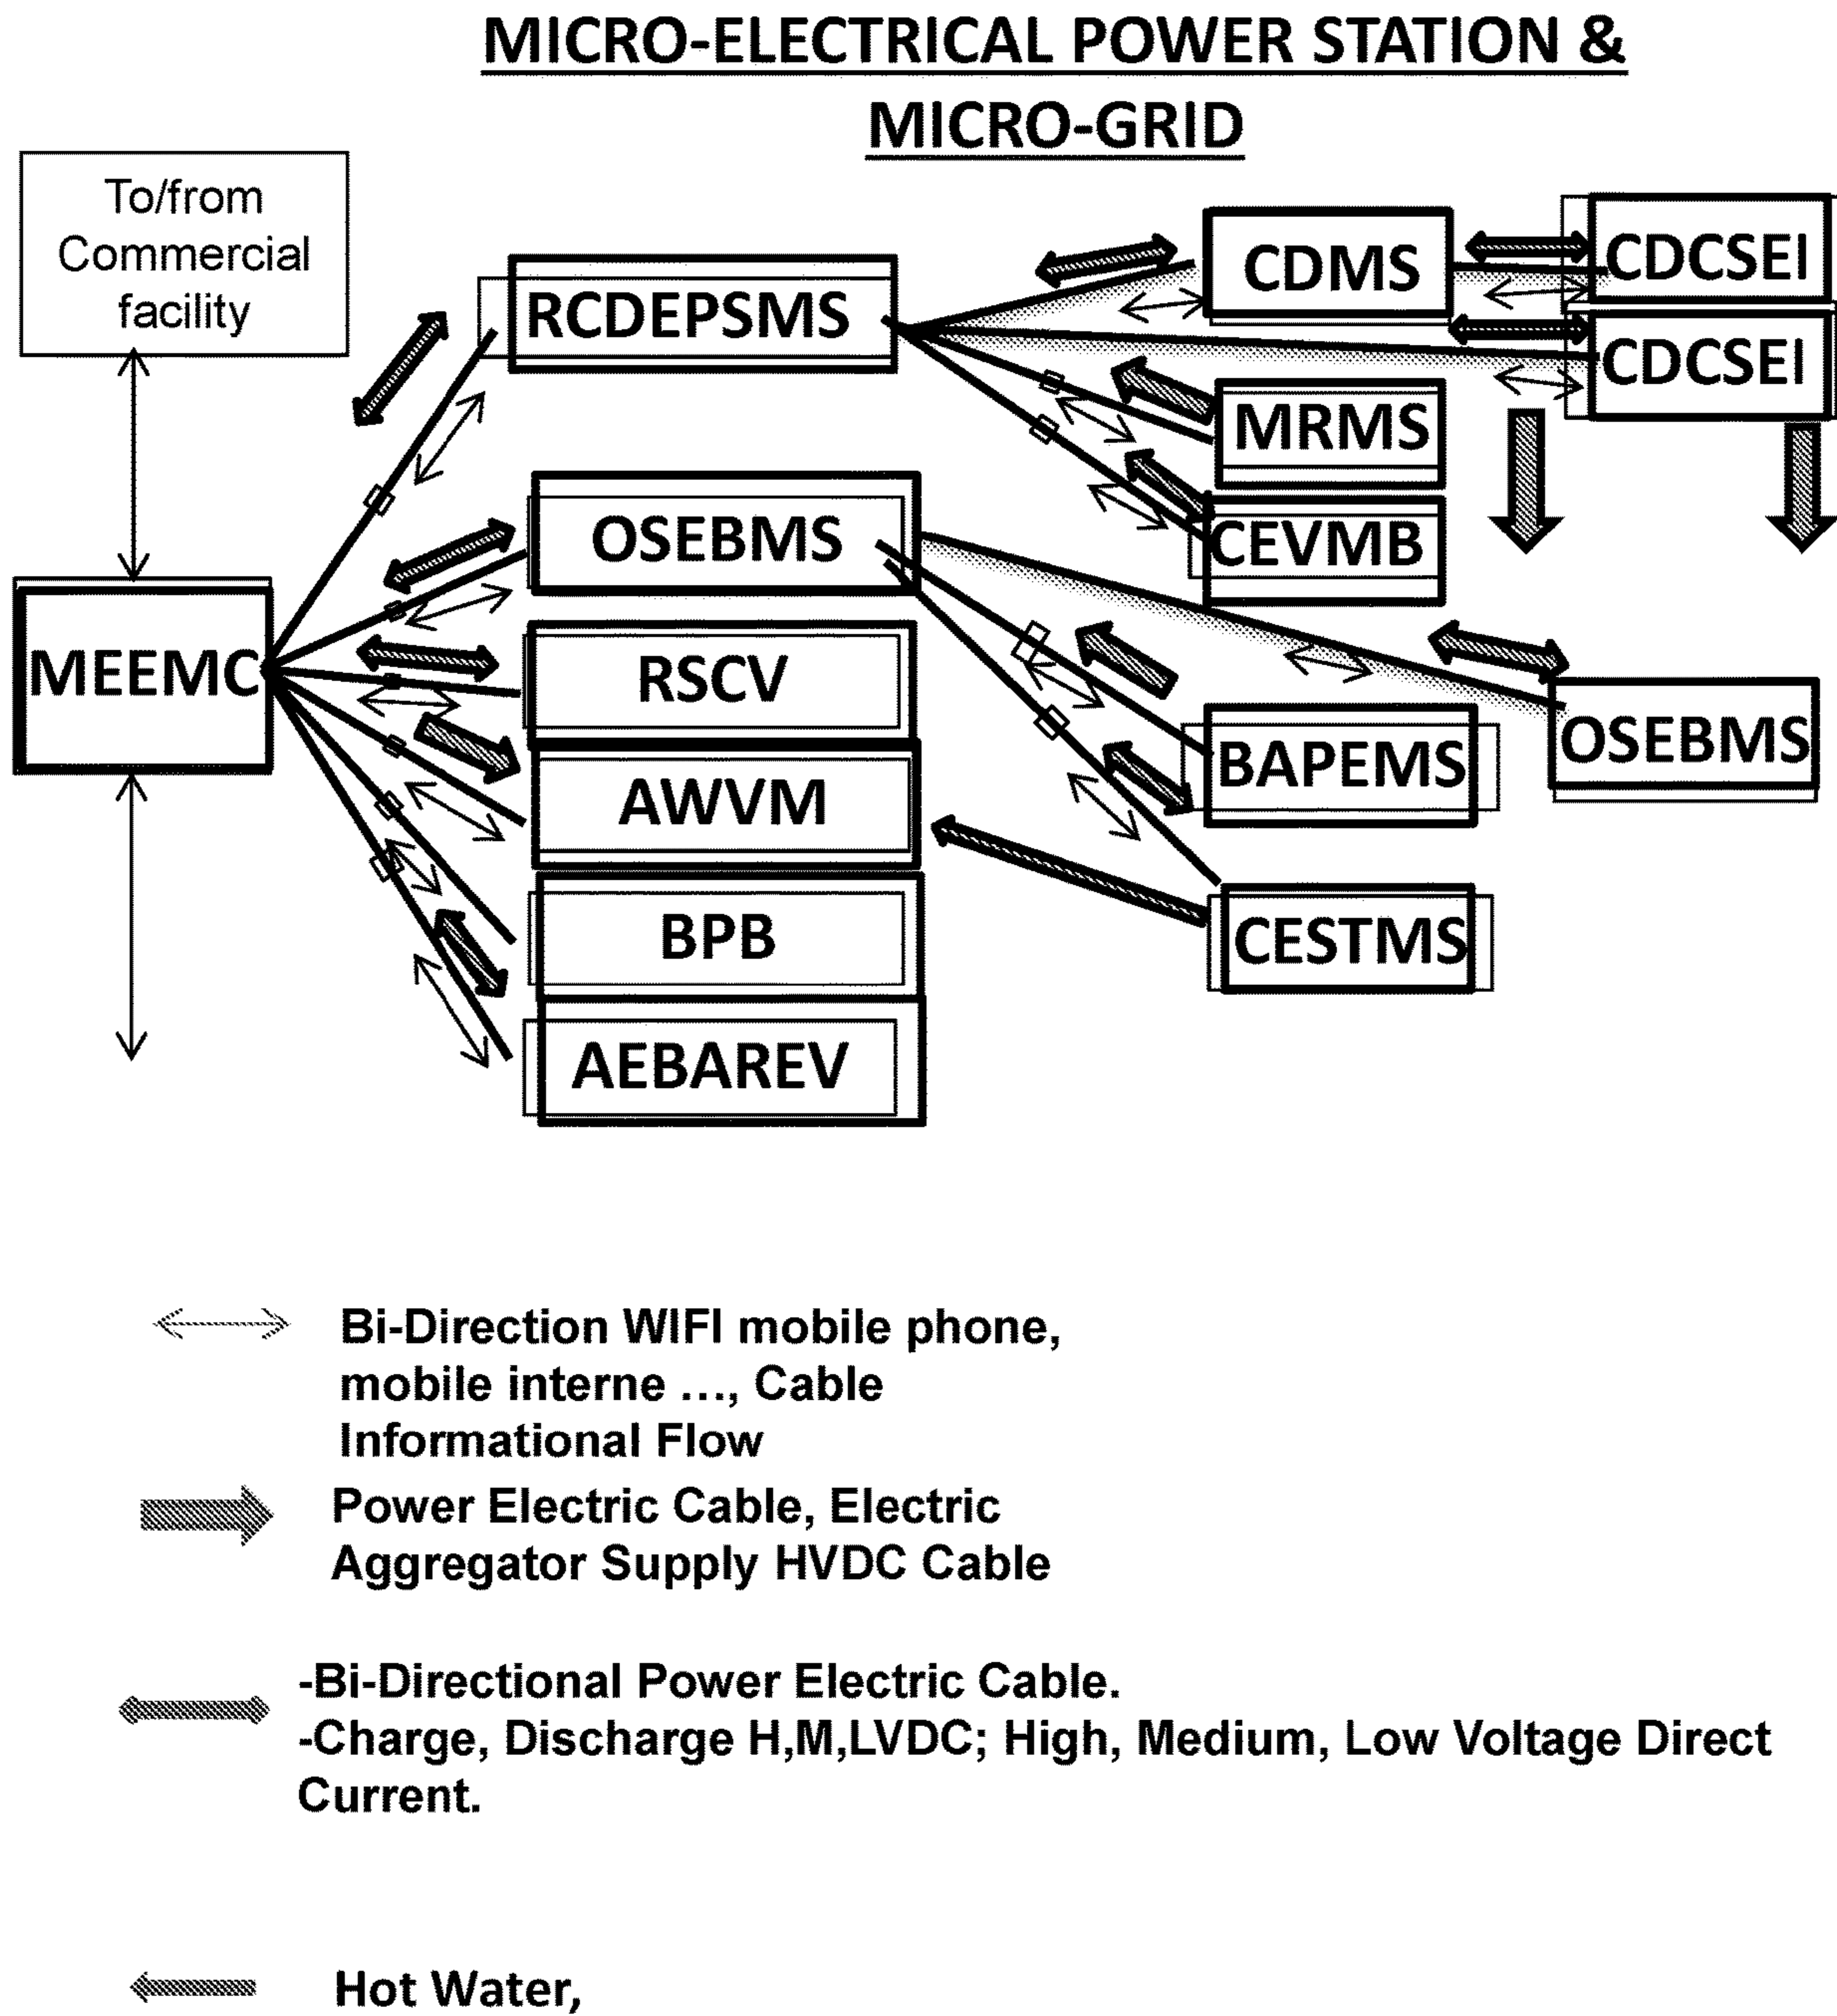 MICRO-ELECTRICAL POWER STATION &
MICRO-GRID
To/from
Commercial
facility
RCDEPSMS
CDMS
CDCSEI
CDCSEI
MRMS
CEVMB
OSEBMS
MEEMC
RSCV
OSEBMS
BAPEMS
AWVM
BPB
CESTMS
AEBAREV
Bi-Direction WIFI mobile phone,
mobile interne ..., Cable
Informational Flow
Power Electric Cable, Electric
Aggregator Supply HVDC Cable
-Bi-Directional Power Electric Cable.
-Charge, Discharge H,M,LVDC; High, Medium, Low Voltage Direct
Current.
Hot Water,